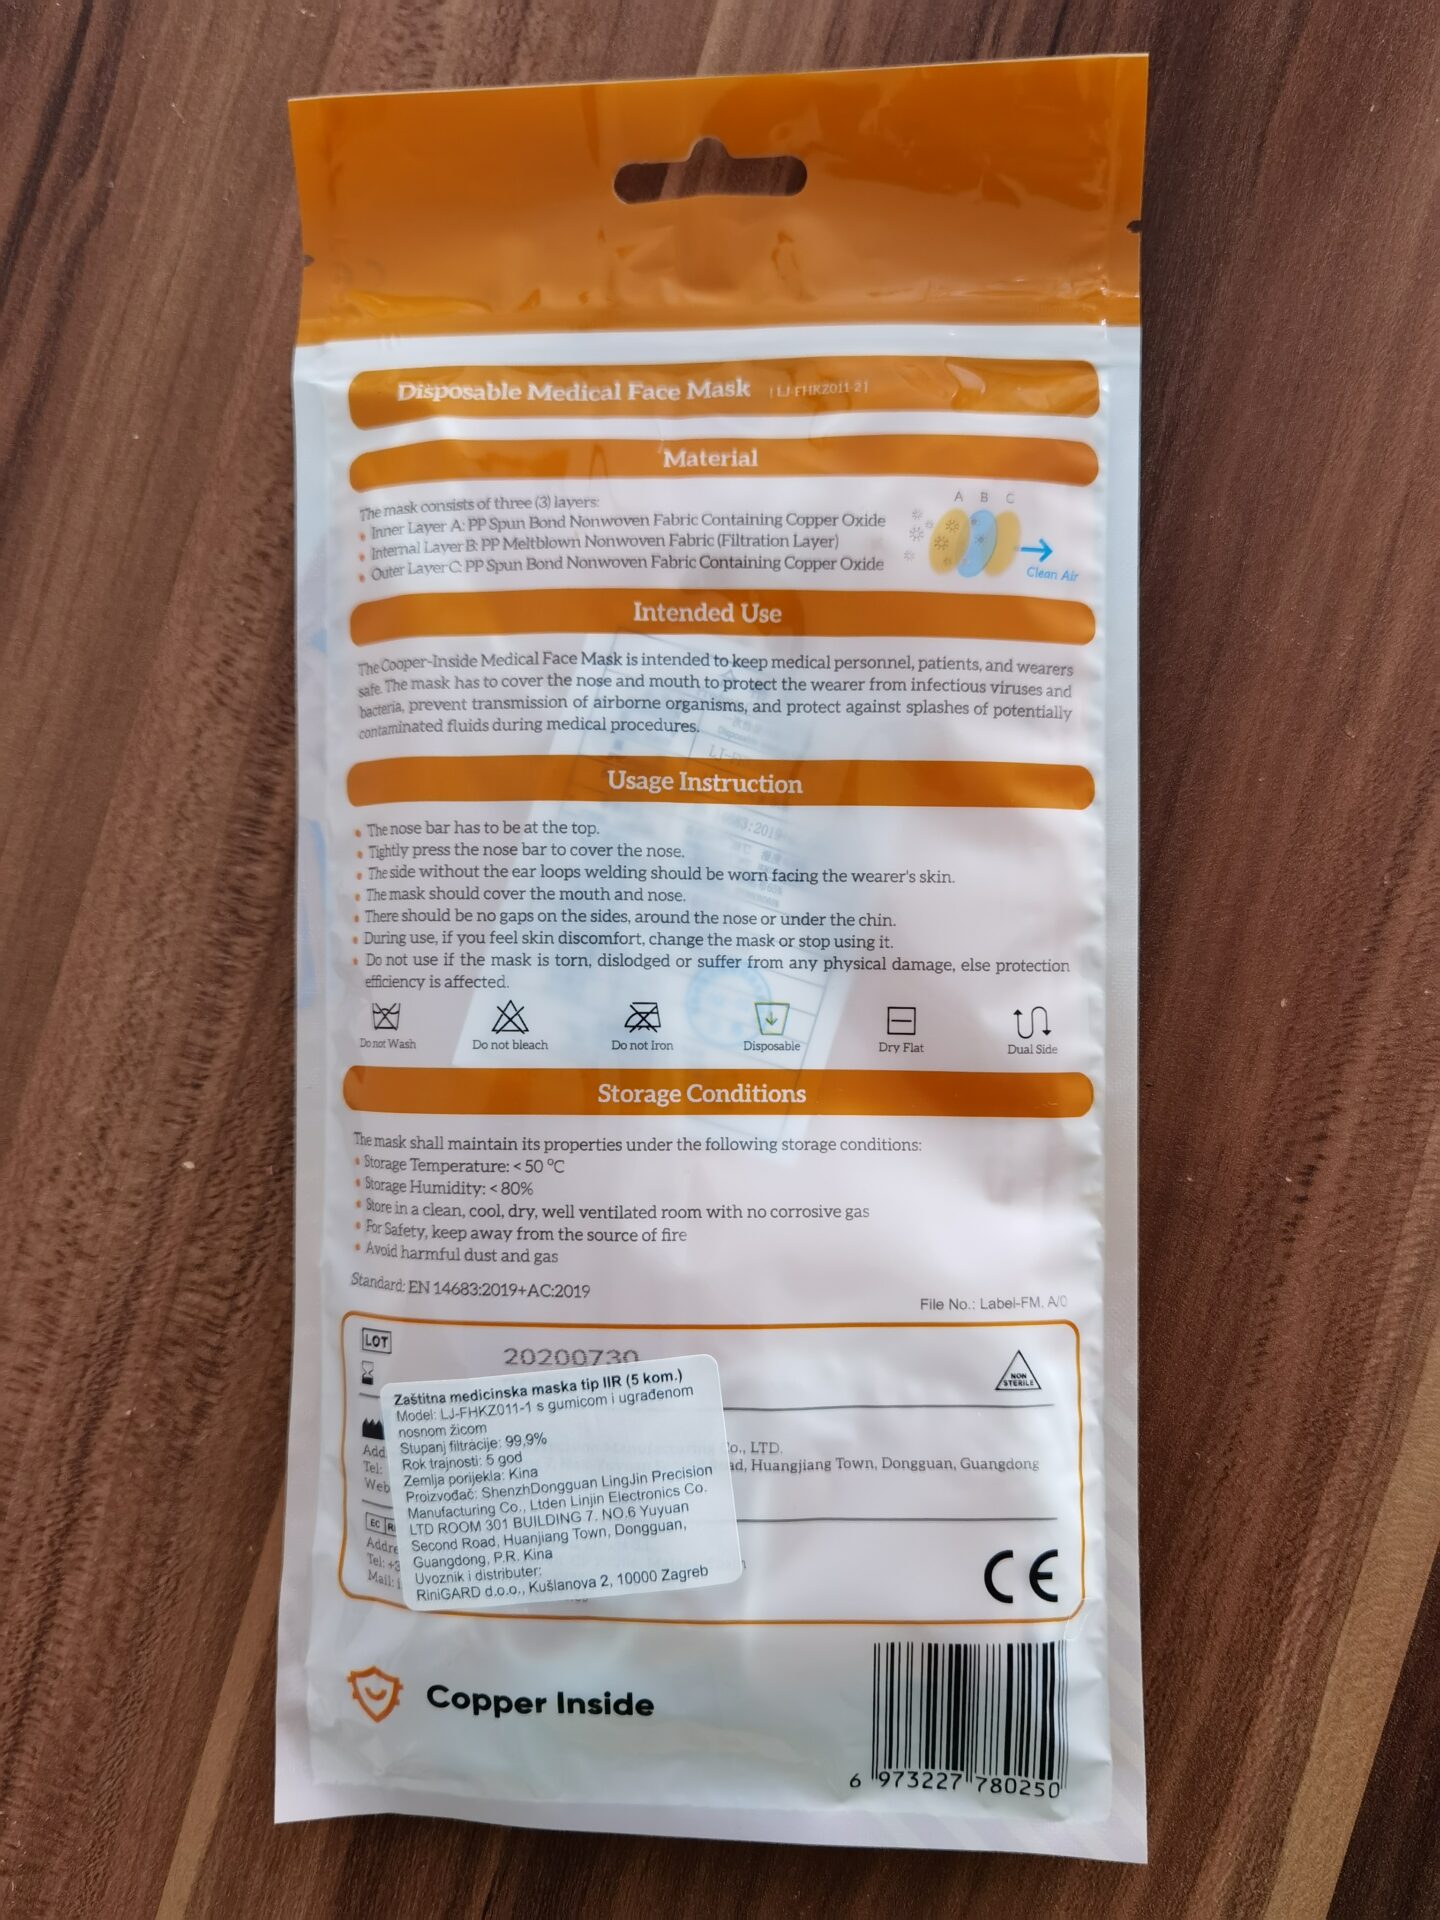 Disposable Medical Face Mask | LJ-FHKZ011-2 |
Material
The mask consists of three (3) layers:
• Inner Layer A: PP Spun Bond Nonwoven Fabric Containing Copper Oxide
• Internal Layer B: PP Meltblown Nonwoven Fabric (Filtration Layer)
• Outer Layer C: PP Spun Bond Nonwoven Fabric Containing Copper Oxide
A B C
Clean Air
Intended Use
The Cooper-Inside Medical Face Mask is intended to keep medical personnel, patients, and wearers
safe. The mask has to cover the nose and mouth to protect the wearer from infectious viruses and
bacteria, prevent transmission of airborne organisms, and protect against splashes of potentially
contaminated fluids during medical procedures.
Usage Instruction
• The nose bar has to be at the top.
• Tightly press the nose bar to cover the nose.
• The side without the ear loops welding should be worn facing the wearer's skin.
• The mask should cover the mouth and nose.
• There should be no gaps on the sides, around the nose or under the chin.
• During use, if you feel skin discomfort, change the mask or stop using it.
• Do not use if the mask is torn, dislodged or suffer from any physical damage, else protection
efficiency is affected.
Do not Wash Do not bleach Do not Iron Disposable Dry Flat Dual Side
Storage Conditions
The mask shall maintain its properties under the following storage conditions:
• Storage Temperature: < 50 °C
• Storage Humidity: < 80%
• Store in a clean, cool, dry, well ventilated room with no corrosive gas
• For Safety, keep away from the source of fire
• Avoid harmful dust and gas
Standard: EN 14683:2019+AC:2019
File No.: Label-FM, A/0
LOT 20200730
NON
STERILE
Co., LTD.
Add
Huangjiang Town, Dongguan, Guangdong
Tel:
Web
EC R
Addre
Tel: +3
Mail: i
Zaštitna medicinska maska tip IIR (5 kom.)
Model: LJ-FHKZ011-1 s gumicom i ugrađenom
nosnom žicom
Stupanj filtracije: 99,9%
Rok trajnosti: 5 god
Zemlja porijekla: Kina
Proizvođač: ShenzhDongguan LingJin Precision
Manufacturing Co., Ltden Linjin Electronics Co.
LTD ROOM 301 BUILDING 7. NO.6 Yuyuan
Second Road, Huanjiang Town, Dongguan,
Guangdong, P.R. Kina
Uvoznik i distributer:
RiniGARD d.o.o., Kušlanova 2, 10000 Zagreb
CE
Copper Inside
6 973227 780250